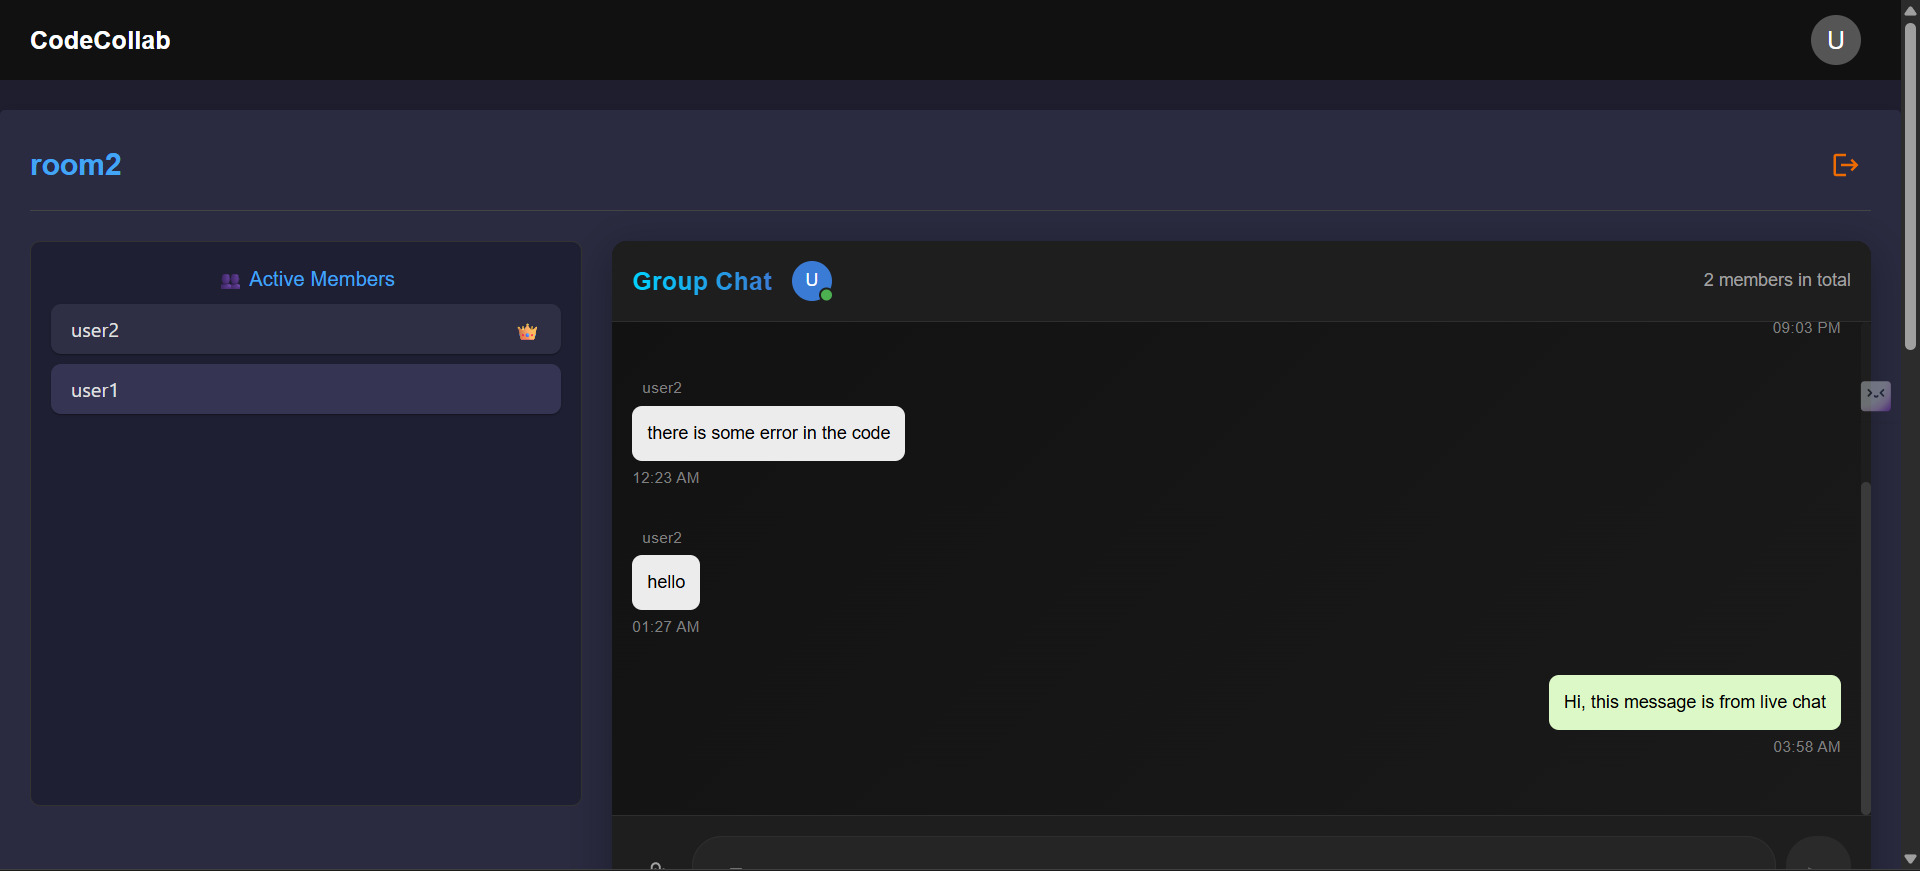 CodeCollab
U
room2
Active Members
user2
user1
Group Chat
U
2 members in total
09:03 PM
user2
there is some error in the code
12:23 AM
user2
hello
01:27 AM
Hi, this message is from live chat
03:58 AM